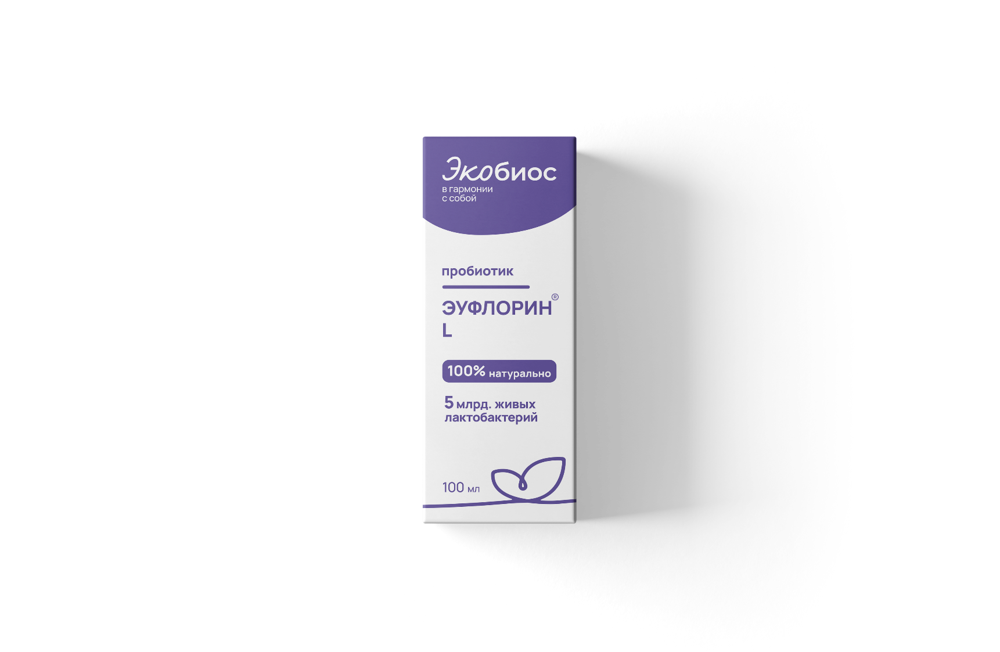 Экобиос
в гармонии
с собой
пробиотик
ЭУФЛОРИН®
L
100% натурально
5 млрд. живых
лактобактерий
100 мл